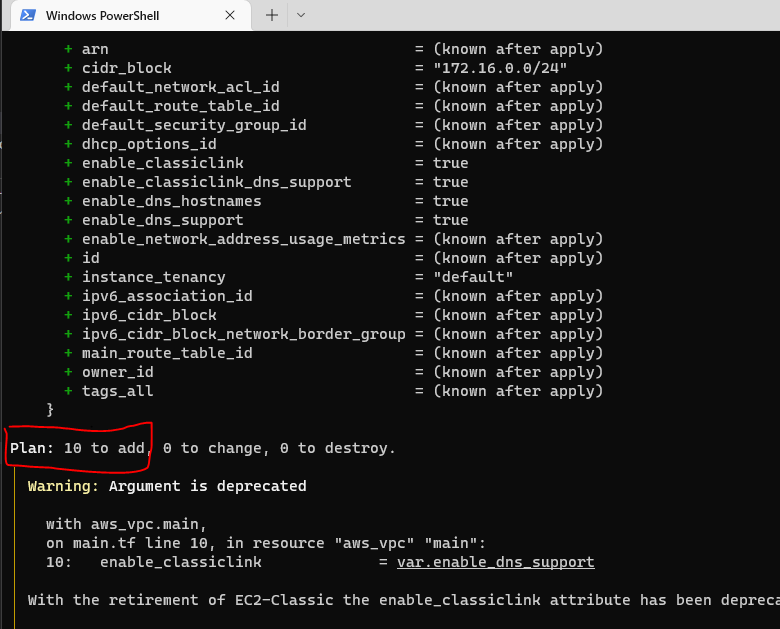 Windows PowerShell
+ arn = (known after apply)
+ cidr_block = "172.16.0.0/24"
+ default_network_acl_id = (known after apply)
+ default_route_table_id = (known after apply)
+ default_security_group_id = (known after apply)
+ dhcp_options_id = (known after apply)
+ enable_classiclink = true
+ enable_classiclink_dns_support = true
+ enable_dns_hostnames = true
+ enable_dns_support = true
+ enable_network_address_usage_metrics = (known after apply)
+ id = (known after apply)
+ instance_tenancy = "default"
+ ipv6_association_id = (known after apply)
+ ipv6_cidr_block = (known after apply)
+ ipv6_cidr_block_network_border_group = (known after apply)
+ main_route_table_id = (known after apply)
+ owner_id = (known after apply)
+ tags_all = (known after apply)
}
Plan: 10 to add, 0 to change, 0 to destroy.
Warning: Argument is deprecated
with aws_vpc.main,
on main.tf line 10, in resource "aws_vpc" "main":
10: enable_classiclink = var.enable_dns_support
With the retirement of EC2-Classic the enable_classiclink attribute has been